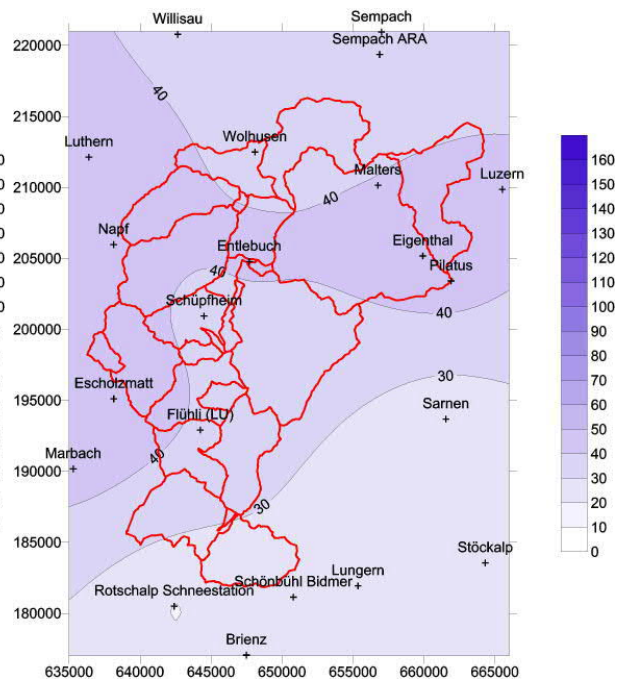 Willisau
Sempach
220000
Sempach ARA
40
215000
Luthern
Wolhusen
160
150
Malters
Luzern
140
210000
40
130
120
Napf
Entlebuch
Eigenthal
110
205000
Pilatus
100
40
Schüpfheim
40
90
200000
80
70
30
Escholzmatt
60
195000
Sarnen
50
Flühli (LU)
40
Marbach
40
30
190000
20
30
10
185000
Stöckalp
0
Lungern
Rotschalp Schneestation
Schönbühl Bidmer
180000
Brienz
635000 640000 645000 650000 655000 660000 665000